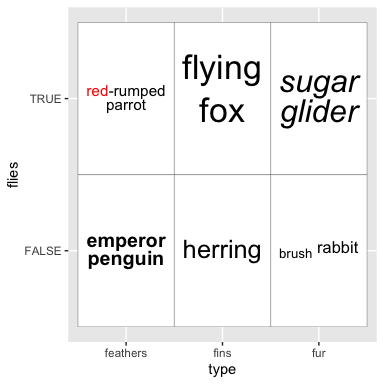 flying
fox
sugar
glider
red-rumped
parrot
TRUE
flies
emperor
penguin
herring
brush rabbit
FALSE
feathers
fins
fur
type